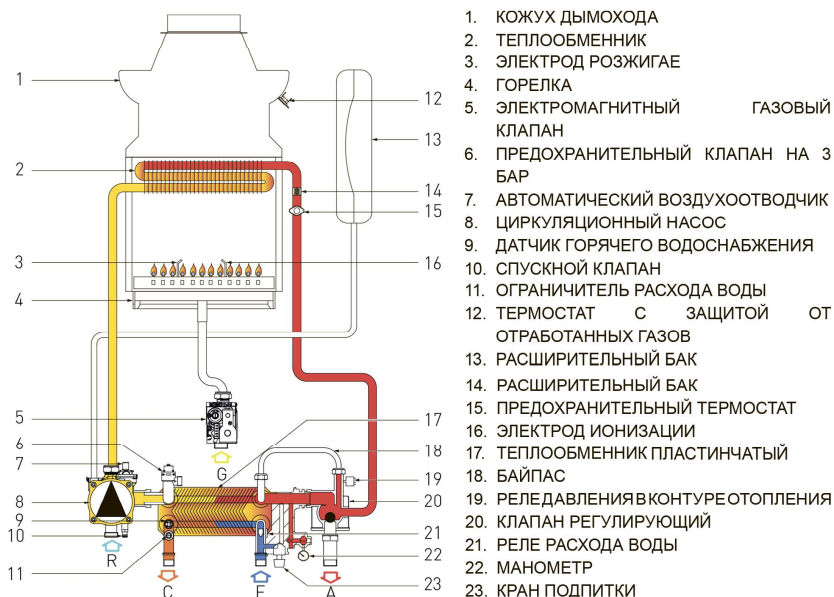 1. КОЖУХ ДЫМОХОДА
2. ТЕПЛООБМЕННИК
3. ЭЛЕКТРОД РОЗЖИГАЕ
4. ГОРЕЛКА
5. ЭЛЕКТРОМАГНИТНЫЙ ГАЗОВЫЙ
КЛАПАН
6. ПРЕДОХРАНИТЕЛЬНЫЙ КЛАПАН НА 3
БАР
7. АВТОМАТИЧЕСКИЙ ВОЗДУХООТВОДЧИК
8. ЦИРКУЛЯЦИОННЫЙ НАСОС
9. ДАТЧИК ГОРЯЧЕГО ВОДОСНАБЖЕНИЯ
10. СПУСКНОЙ КЛАПАН
11. ОГРАНИЧИТЕЛЬ РАСХОДА ВОДЫ
12. ТЕРМОСТАТ С ЗАЩИТОЙ ОТ
ОТРАБОТАННЫХ ГАЗОВ
13. РАСШИРИТЕЛЬНЫЙ БАК
14. РАСШИРИТЕЛЬНЫЙ БАК
15. ПРЕДОХРАНИТЕЛЬНЫЙ ТЕРМОСТАТ
16. ЭЛЕКТРОД ИОНИЗАЦИИ
17. ТЕПЛООБМЕННИК ПЛАСТИНЧАТЫЙ
18. БАЙПАС
19. РЕЛЕ ДАВЛЕНИЯ В КОНТУРЕ ОТОПЛЕНИЯ
20. КЛАПАН РЕГУЛИРУЮЩИЙ
21. РЕЛЕ РАСХОДА ВОДЫ
22. МАНОМЕТР
23. КРАН ПОДПИТКИ
1
2
3
4
5
6
7
8
9
10
11
12
13
14
15
16
17
18
19
20
21
22
23
G
R
C
F
A